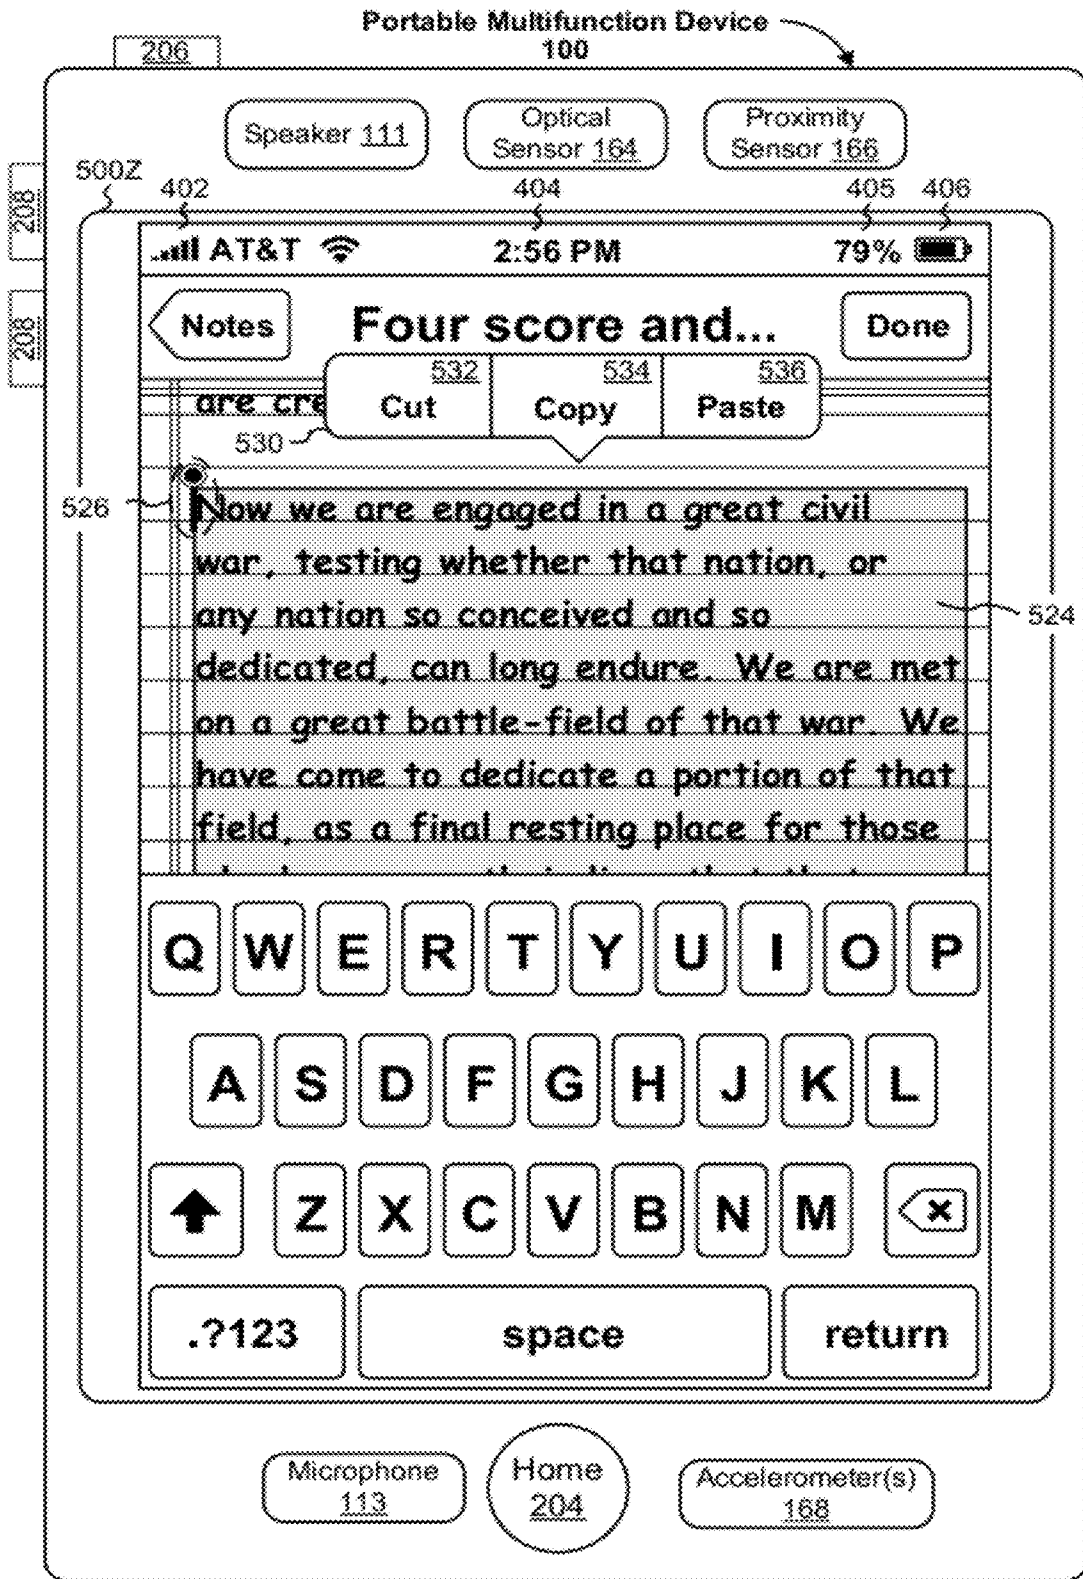 Portable Multifunction Device
100
206
Speaker 111
Optical
Sensor 164
Proximity
Sensor 166
500Z
402
404
405
406
208
208
AT&T
2:56 PM
79%
Notes
Four score and...
Done
532
534
536
Cut
Copy
Paste
are cre
530
526
Now we are engaged in a great civil
war, testing whether that nation, or
any nation so conceived and so
524
dedicated, can long endure. We are met
on a great battle-field of that war. We
have come to dedicate a portion of that
field, as a final resting place for those
Q W E R T Y U I O P
A S D F G H J K L
Z X C V B N M
.?123
space
return
Microphone
113
Home
204
Accelerometer(s)
168